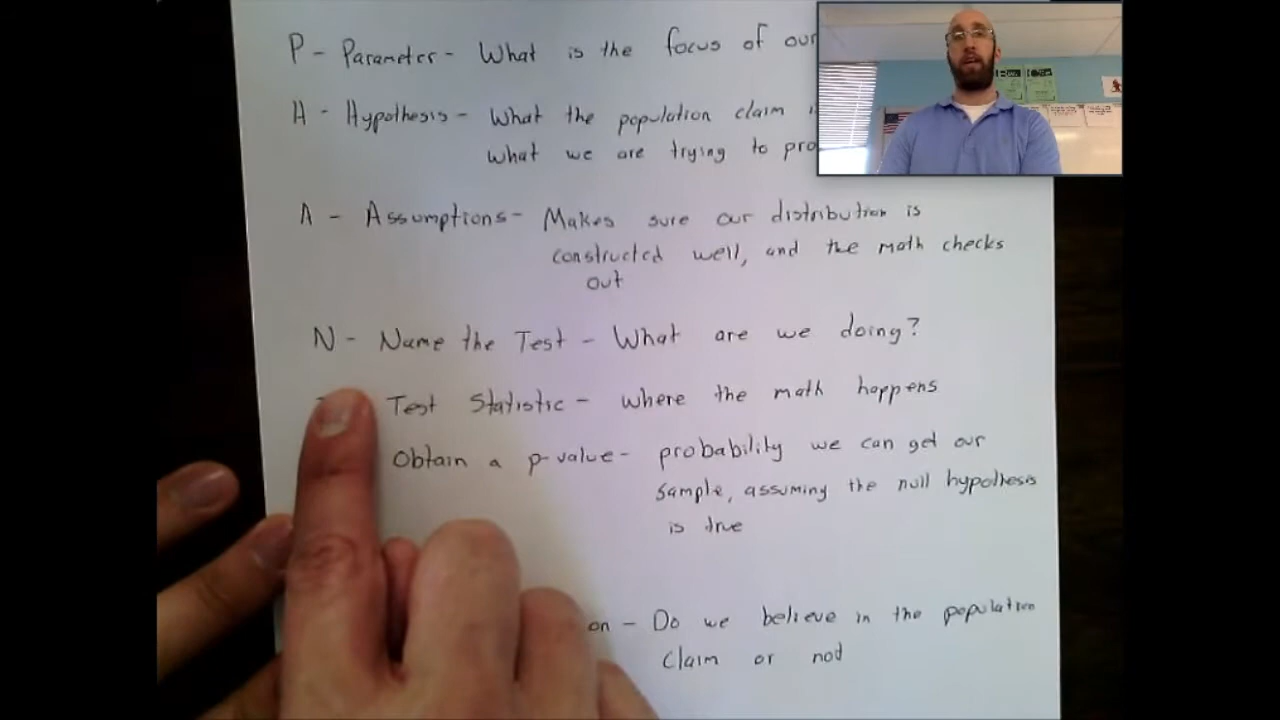 P - Parameter - What is the focus of our
H - Hypothesis - What the population claim
what we are trying to pro
A - Assumptions - Makes sure our distribution is
constructed well, and the math checks
out
N - Name the Test - What are we doing?
Test Statistic - where the math happens
Obtain a p-value - probability we can get our
sample, assuming the null hypothesis
is true
on - Do we believe in the population
claim or not